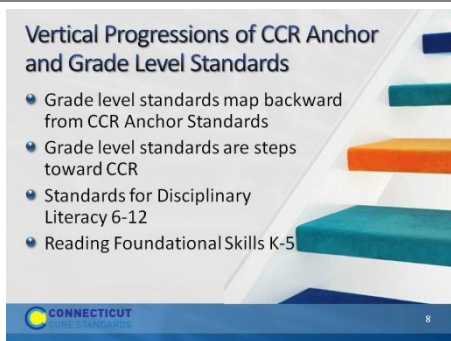 Vertical Progressions of CCR Anchor
and Grade Level Standards
Grade level standards map backward
from CCR Anchor Standards
Grade level standards are steps
toward CCR
Standards for Disciplinary
Literacy 6-12
Reading Foundational Skills K-5
CONNECTICUT
CORE STANDARDS
8